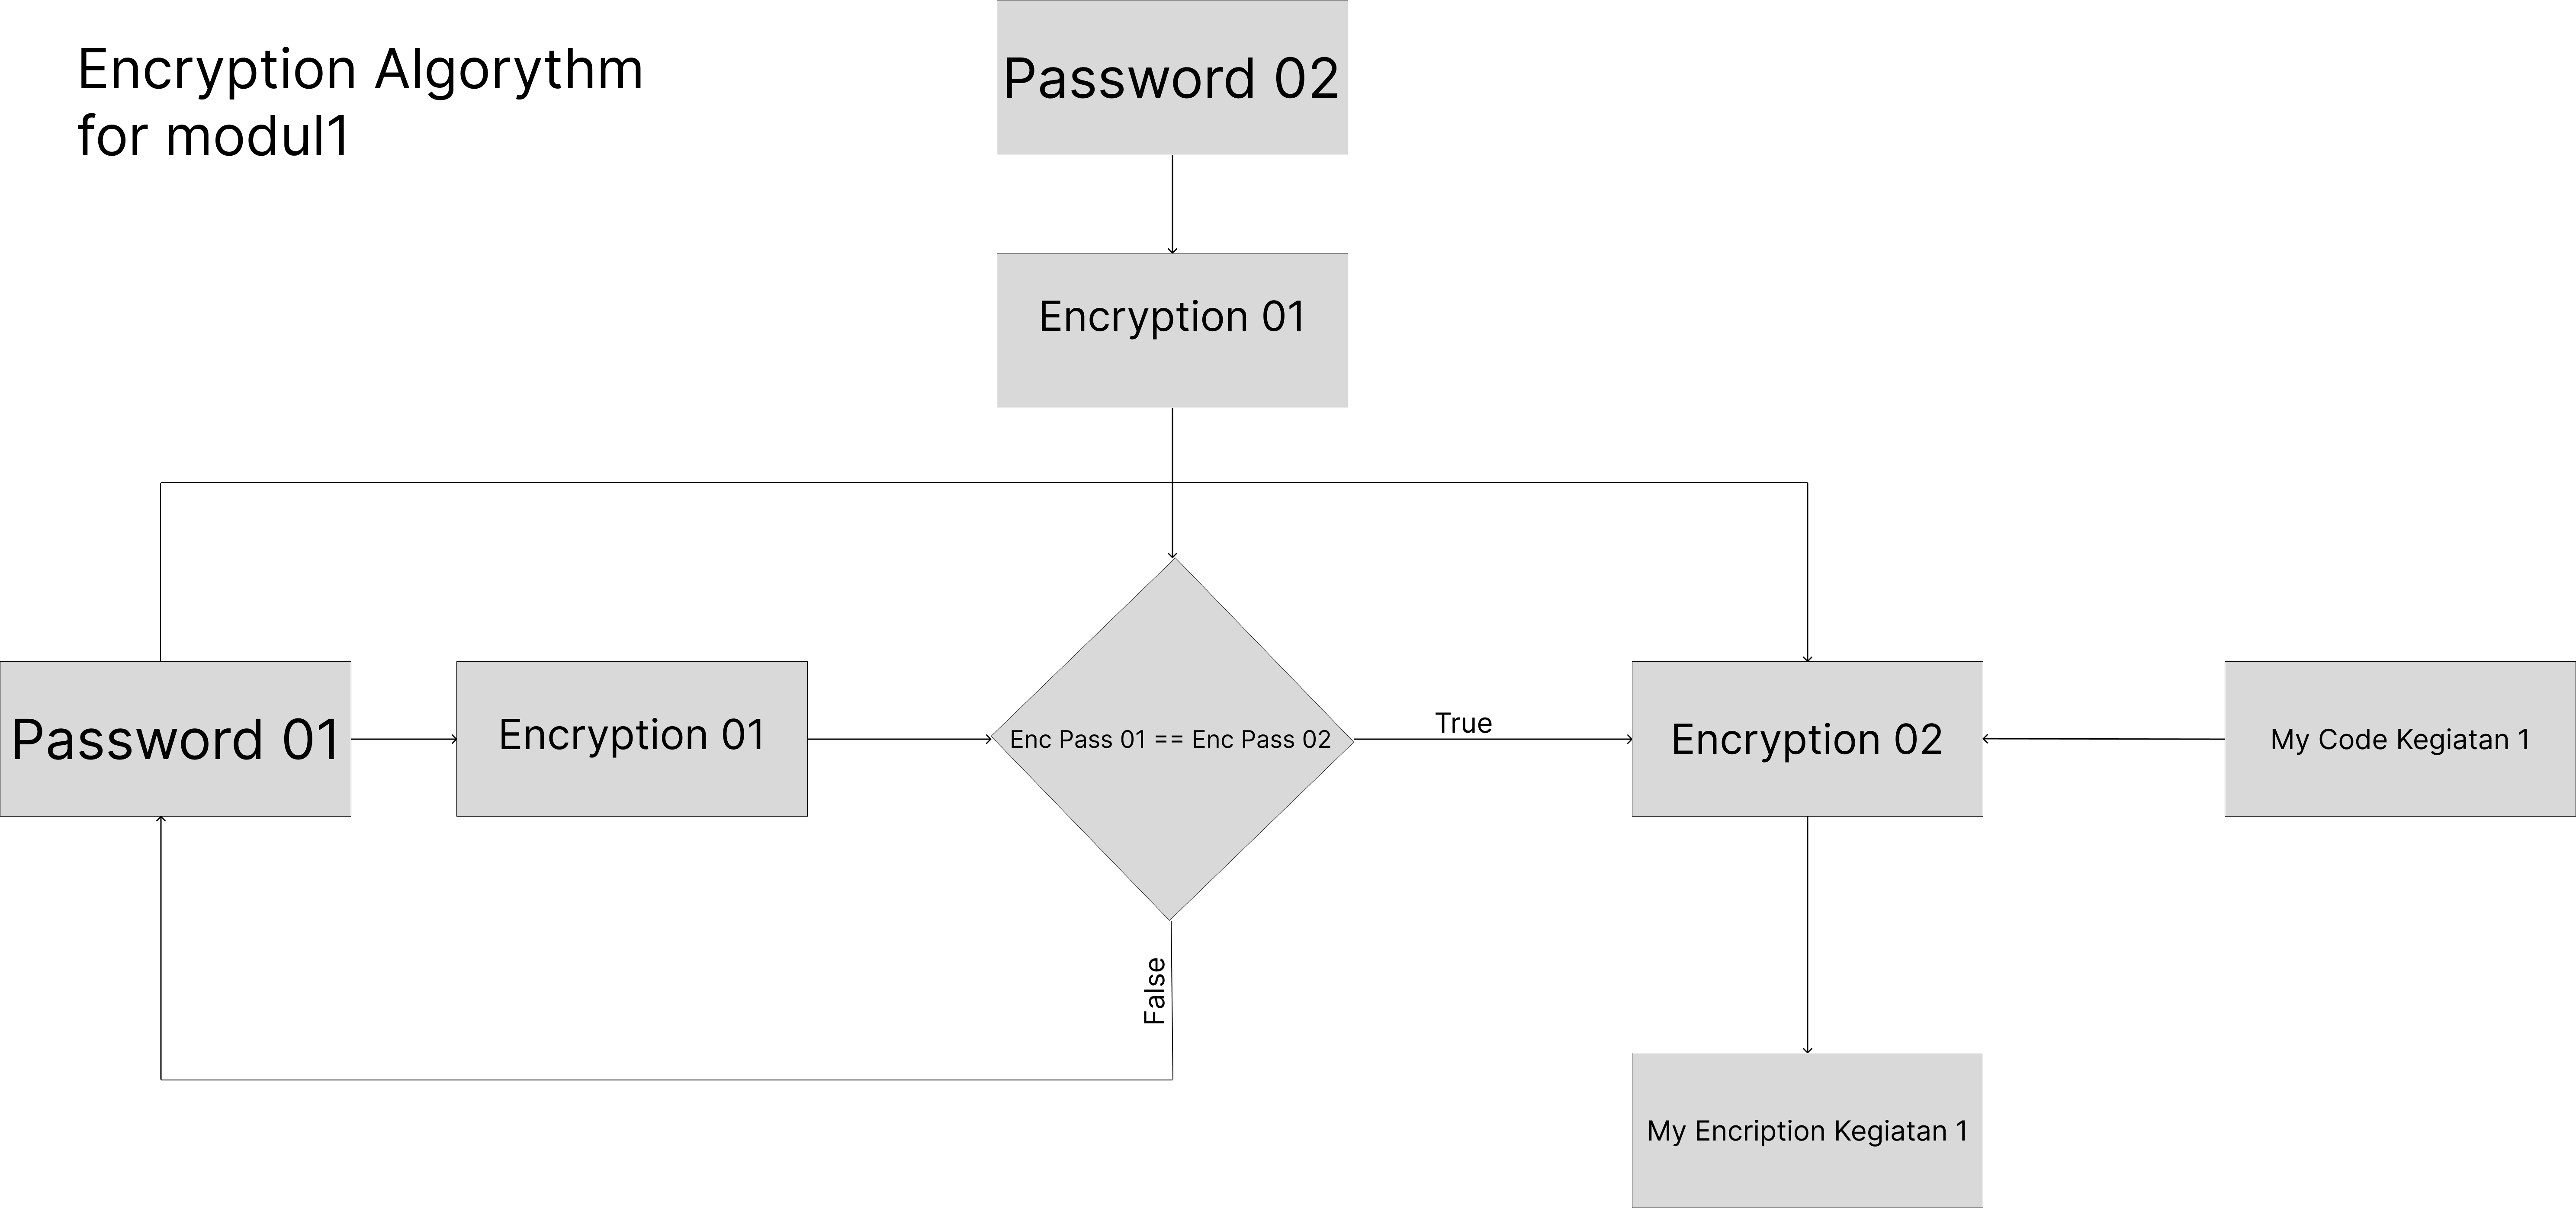 Encryption Algorythm
for modul1
Password 02
Encryption 01
Password 01
Encryption 01
Enc Pass 01 == Enc Pass 02
True
Encryption 02
My Code Kegiatan 1
False
My Encription Kegiatan 1